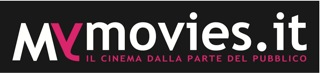 MYmovies.it
IL CINEMA DALLA PARTE DEL PUBBLICO